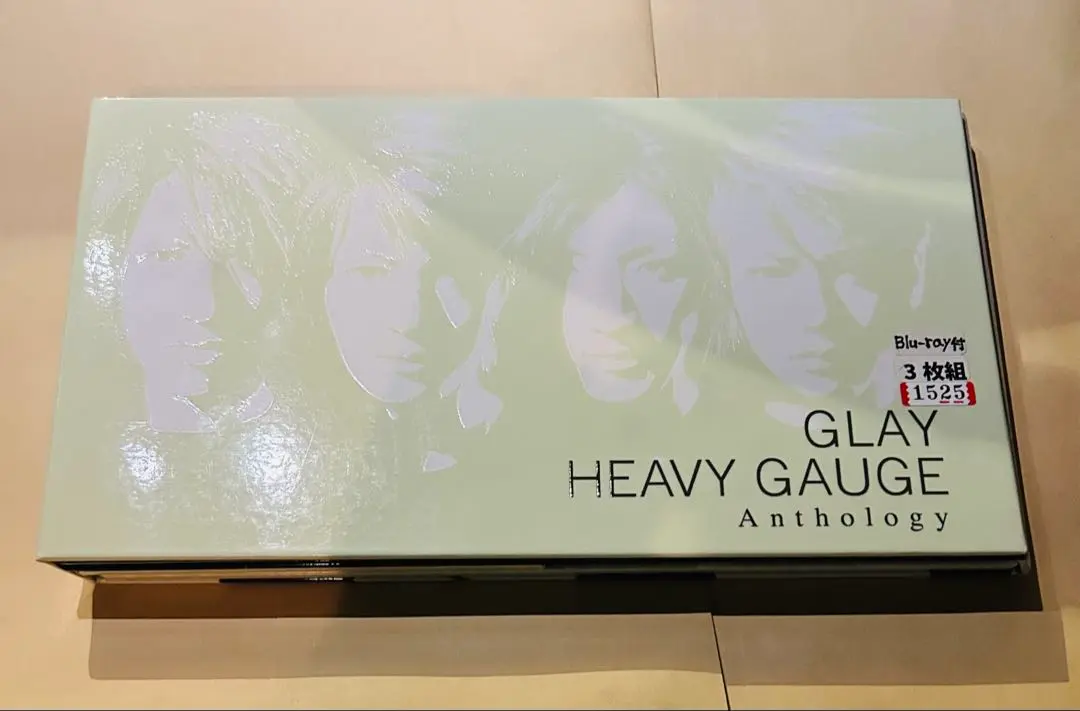 Blu-ray付
3枚組
1525
GLAY
HEAVY GAUGE
Anthology